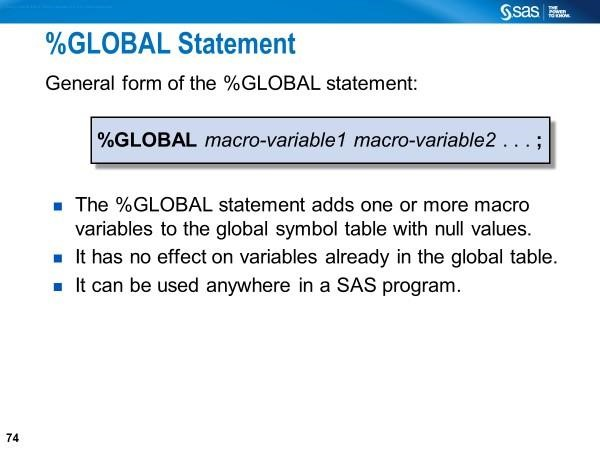 sas THE
POWER
TO KNOW.
%GLOBAL Statement
General form of the %GLOBAL statement:
%GLOBAL macro-variable1 macro-variable2 . . . ;
The %GLOBAL statement adds one or more macro
variables to the global symbol table with null values.
It has no effect on variables already in the global table.
It can be used anywhere in a SAS program.
74